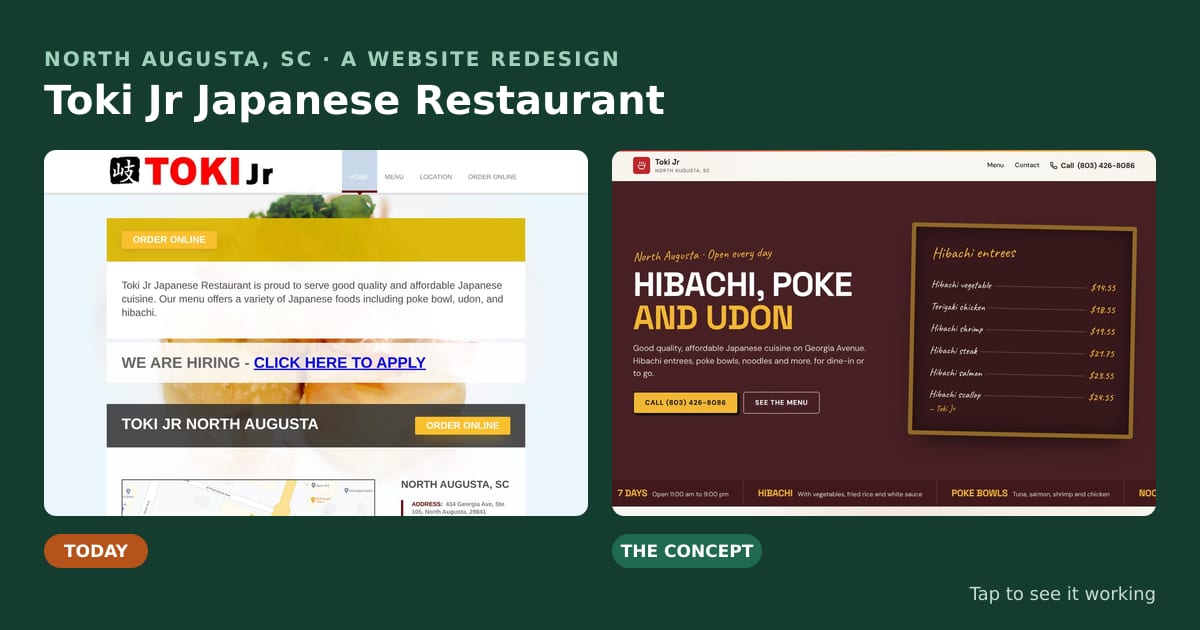 NORTH AUGUSTA, SC · A WEBSITE REDESIGN
Toki Jr Japanese Restaurant
岐 TOKI Jr
HOME MENU LOCATION ORDER ONLINE
ORDER ONLINE
Toki Jr Japanese Restaurant is proud to serve good quality and affordable Japanese
cuisine. Our menu offers a variety of Japanese foods including poke bowl, udon, and
hibachi.
WE ARE HIRING - CLICK HERE TO APPLY
TOKI JR NORTH AUGUSTA
ORDER ONLINE
NORTH AUGUSTA, SC
ADDRESS: 434 Georgia Ave, Ste
105, North Augusta, 29841
TODAY
Toki Jr
NORTH AUGUSTA, SC
Menu Contact Call (803) 426-8086
North Augusta · Open every day
HIBACHI, POKE
AND UDON
Good quality, affordable Japanese cuisine on Georgia Avenue.
Hibachi entrees, poke bowls, noodles and more, for dine-in or
to go.
CALL (803) 426-8086
SEE THE MENU
Hibachi entrees
Hibachi vegetable $14.55
Teriyaki chicken $18.55
Hibachi shrimp $19.55
Hibachi steak $21.75
Hibachi salmon $23.55
Hibachi scallop $24.55
– Toki Jr
7 DAYS Open 11:00 am to 9:00 pm
HIBACHI With vegetables, fried rice and white sauce
POKE BOWLS Tuna, salmon, shrimp and chicken
NOO
THE CONCEPT
Tap to see it working